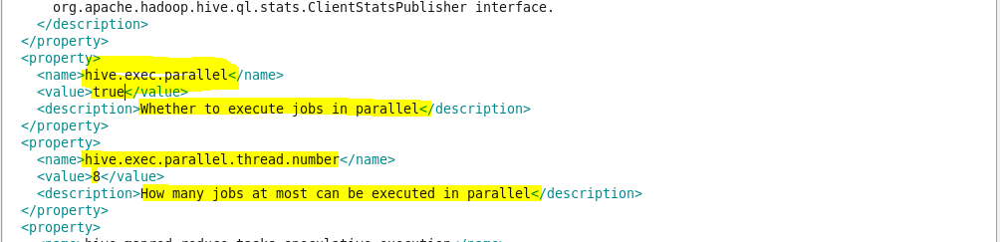 org.apache.hadoop.hive.ql.stats.ClientStatsPublisher interface.
</description>
</property>
<property>
<name>hive.exec.parallel</name>
<value>true</value>
<description>Whether to execute jobs in parallel</description>
</property>
<property>
<name>hive.exec.parallel.thread.number</name>
<value>8</value>
<description>How many jobs at most can be executed in parallel</description>
</property>
<property>